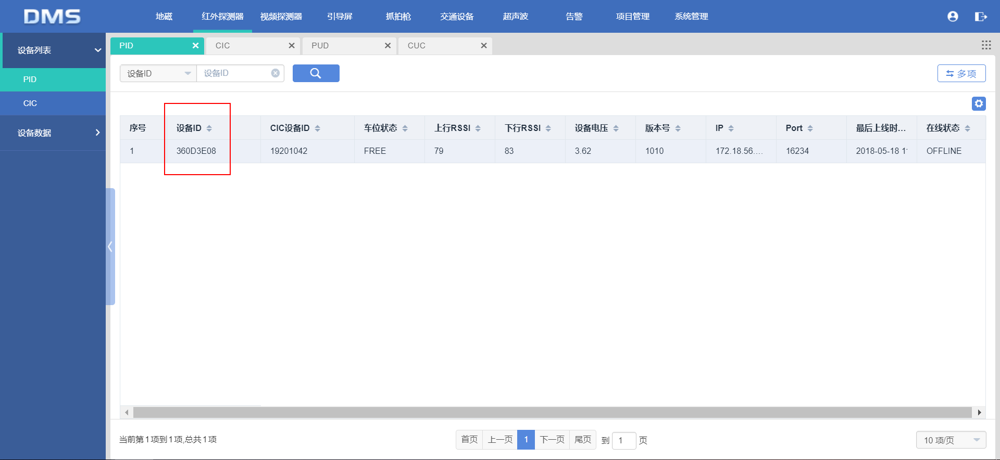 DMS 地磁 红外探测器 视频探测器 引导屏 抓拍枪 交通设备 超声波 告警 项目管理 系统管理
设备列表
PID
CIC
设备数据
PID CIC PUD CUC
设备ID 设备ID 多项
序号 设备ID CIC设备ID 车位状态 上行RSSI 下行RSSI 设备电压 版本号 IP Port 最后上线时... 在线状态
1 360D3E08 19201042 FREE 79 83 3.62 1010 172.18.56.... 16234 2018-05-18 1 OFFLINE
当前第1项到1项,总共1项 首页 上一页 1 下一页 尾页 到 1 页 10 项/页